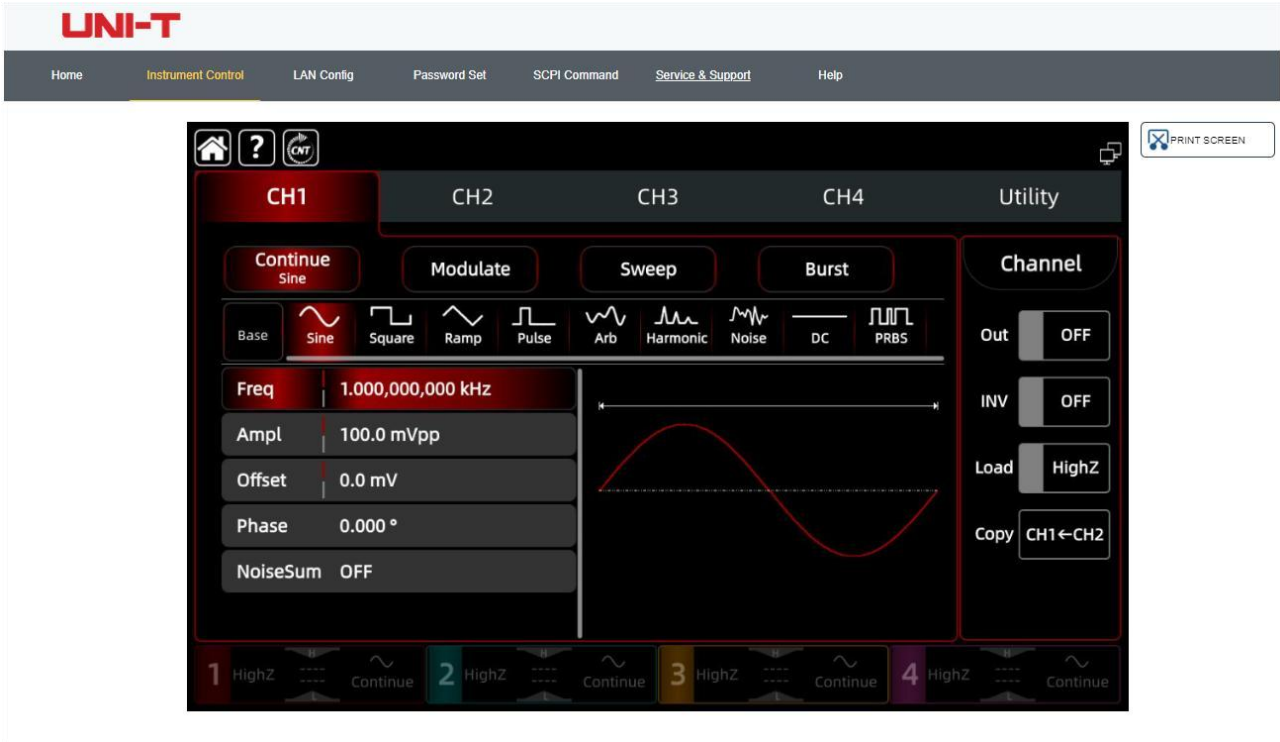 UNI-T
Home Instrument Control LAN Config Password Set SCPI Command Service & Support Help
PRINT SCREEN
? CNT
CH1 CH2 CH3 CH4 Utility
Continue
Sine
Modulate Sweep Burst
Channel
Base Sine Square Ramp Pulse Arb Harmonic Noise DC PRBS
Out OFF
Freq 1.000,000,000 kHz
INV OFF
Ampl 100.0 mVpp
Load HighZ
Offset 0.0 mV
Phase 0.000 °
Copy CH1←CH2
NoiseSum OFF
1 HighZ H L Continue 2 HighZ H L Continue 3 HighZ H L Continue 4 HighZ H L Continue